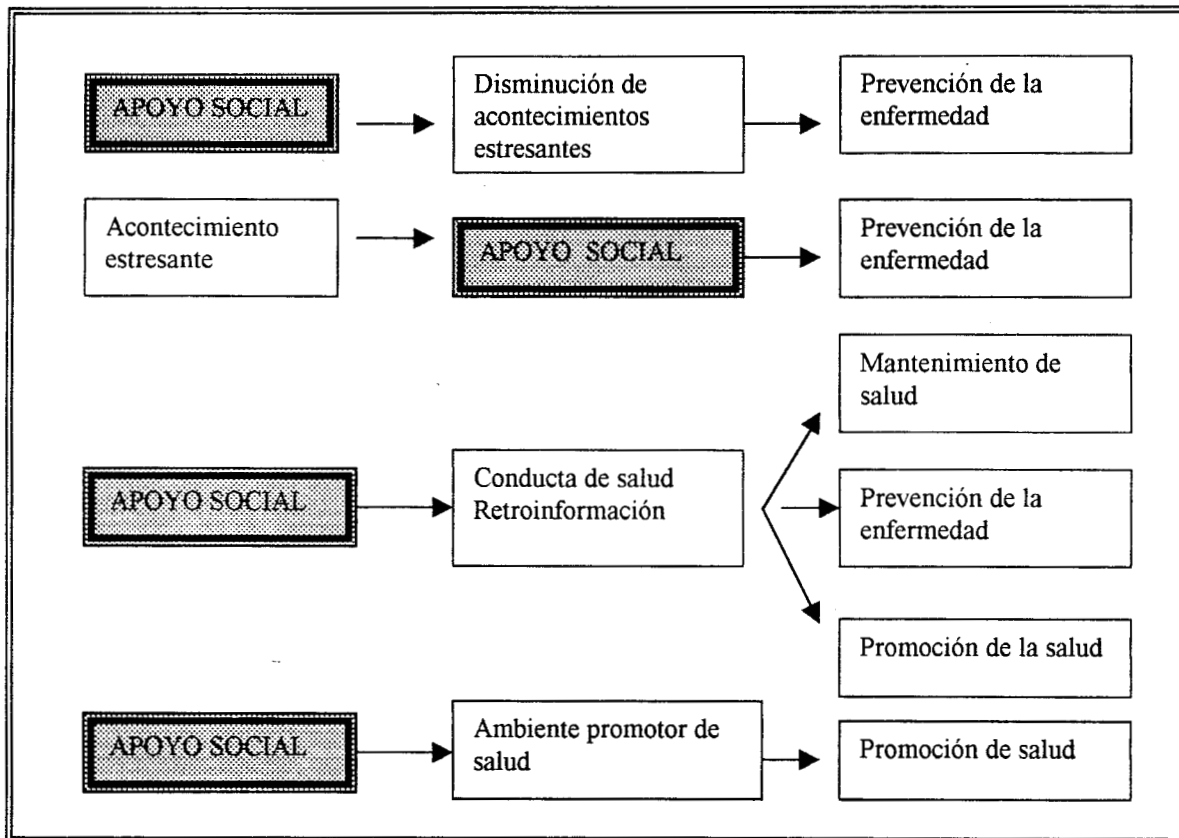 APOYO SOCIAL
Disminución de
acontecimientos
estresantes
Prevención de la
enfermedad
Acontecimiento
estresante
APOYO SOCIAL
Prevención de la
enfermedad
Mantenimiento de
salud
APOYO SOCIAL
Conducta de salud
Retroinformación
Prevención de la
enfermedad
Promoción de la salud
APOYO SOCIAL
Ambiente promotor de
salud
Promoción de salud